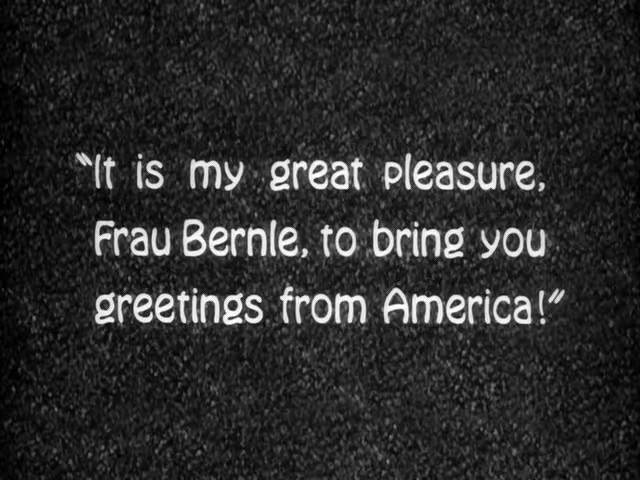 “It is my great pleasure,
Frau Bernle, to bring you
greetings from America!”